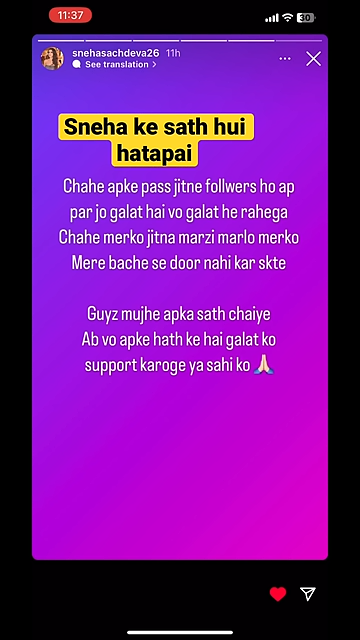 11:37
30
snehasachdeva26 11h
See translation >
Sneha ke sath hui
hatapai
Chahe apke pass jitne follwers ho ap
par jo galat hai vo galat he rahega
Chahe merko jitna marzi marlo merko
Mere bache se door nahi kar skte
Guyz mujhe apka sath chaiye
Ab vo apke hath ke hai galat ko
support karoge ya sahi ko 🙏🏻